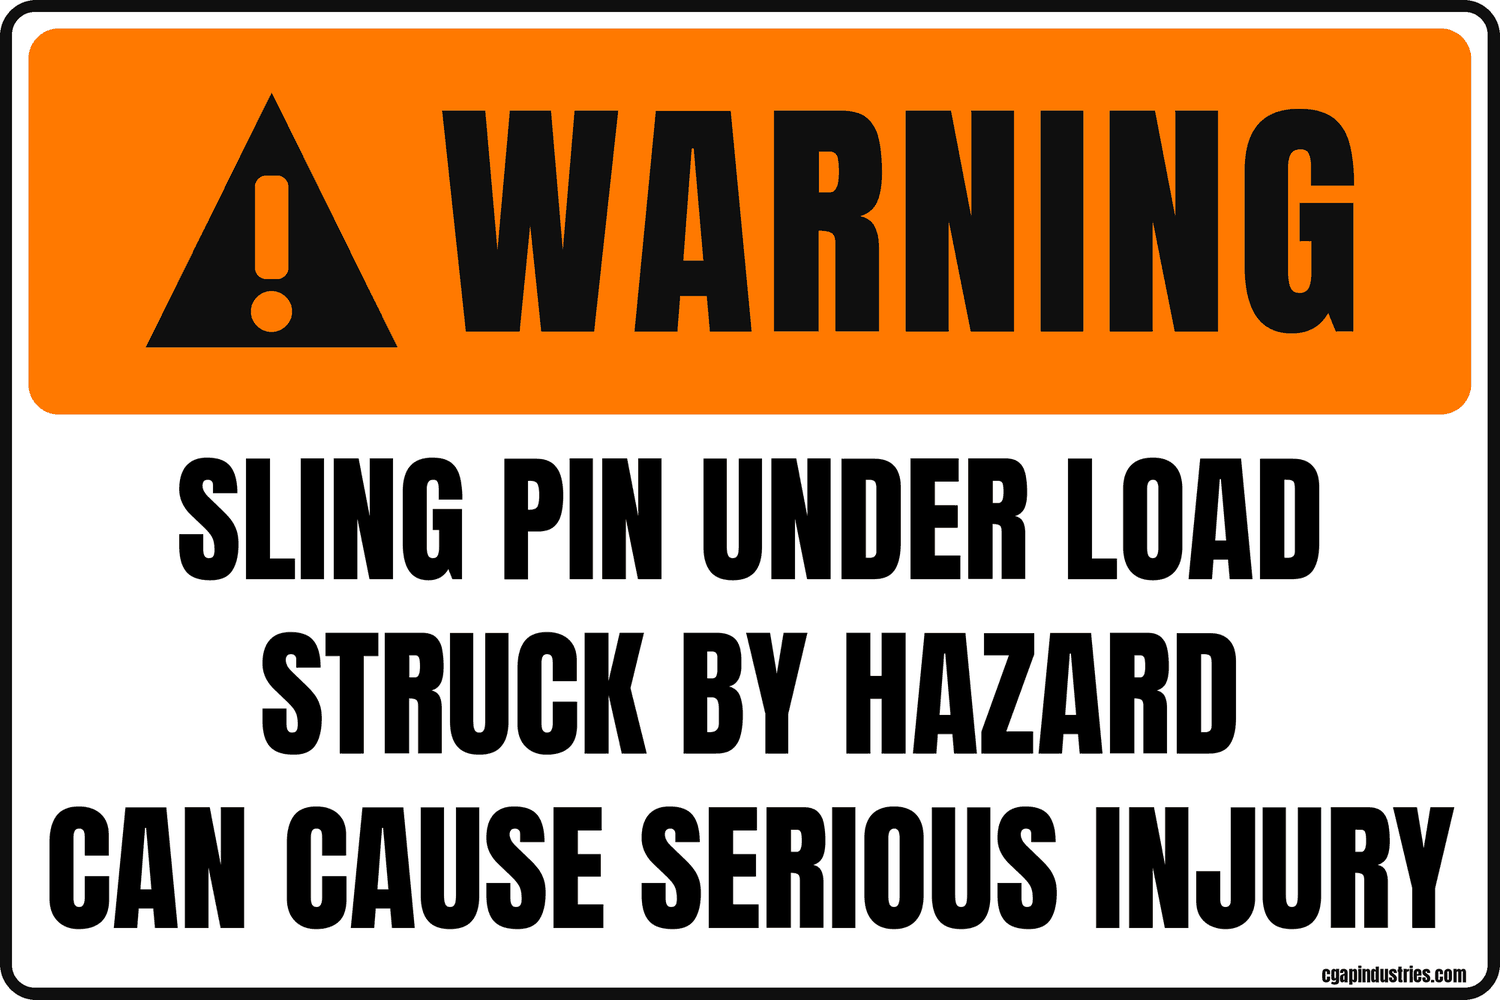 WARNING
SLING PIN UNDER LOAD
STRUCK BY HAZARD
CAN CAUSE SERIOUS INJURY
cgapindustries.com